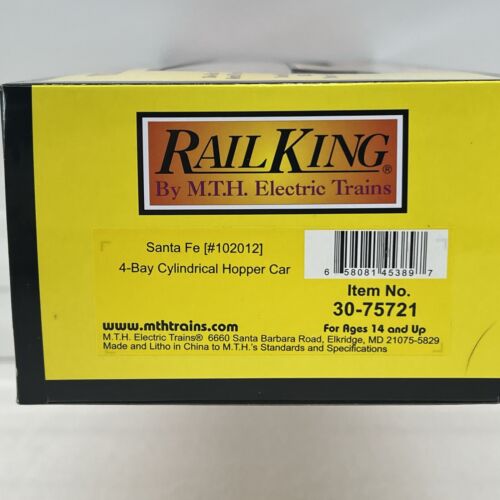 RAILKING®
By M.T.H. Electric Trains
Santa Fe [#102012]
4-Bay Cylindrical Hopper Car
6 58081 45389 7
Item No.
30-75721
www.mthtrains.com
For Ages 14 and Up
M.T.H. Electric Trains® 6660 Santa Barbara Road, Elkridge, MD 21075-5829
Made and Litho in China to M.T.H.'s Standards and Specifications